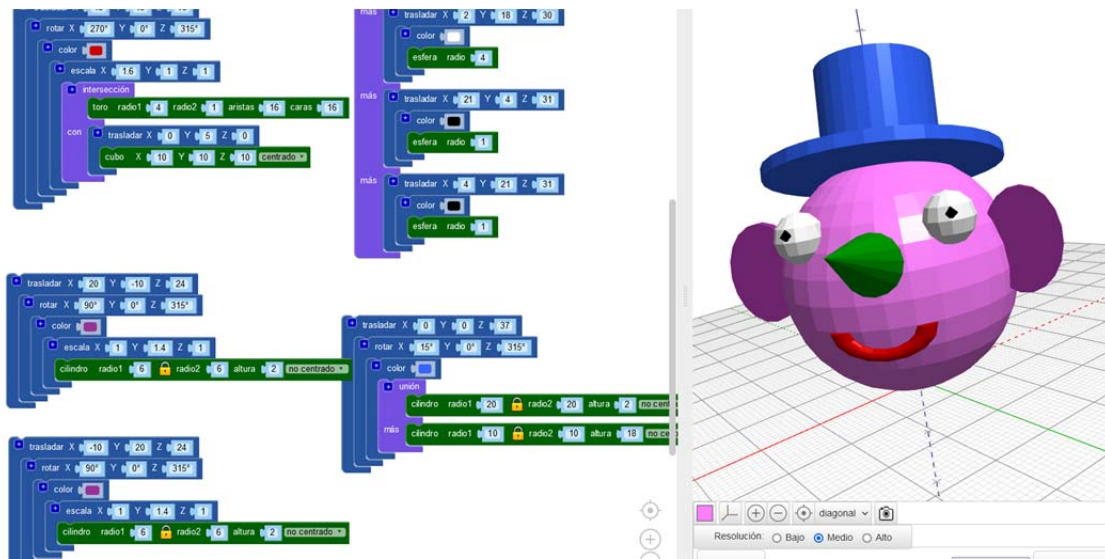 rotar X 270° Y 0° Z 315°
color
escala X 1.6 Y 1 Z 1
intersección
toro radio1 4 radio2 1 aristas 16 caras 16
con trasladar X 0 Y 5 Z 0
cubo X 10 Y 10 Z 10 centrado
trasladar X 20 Y -10 Z 24
rotar X 90° Y 0° Z 315°
color
escala X 1 Y 1.4 Z 1
cilindro radio1 6 radio2 6 altura 2 no centrado
trasladar X -10 Y 20 Z 24
rotar X 90° Y 0° Z 315°
color
escala X 1 Y 1.4 Z 1
cilindro radio1 6 radio2 6 altura 2 no centrado
más trasladar X 2 Y 18 Z 30
color
esfera radio 4
más trasladar X 21 Y 4 Z 31
color
esfera radio 1
más trasladar X 4 Y 21 Z 31
color
esfera radio 1
trasladar X 0 Y 0 Z 37
rotar X 15° Y 0° Z 315°
color
unión
cilindro radio1 20 radio2 20 altura 2 no cent
más cilindro radio1 10 radio2 10 altura 18 no cent
diagonal
Resolución: Bajo Medio Alto